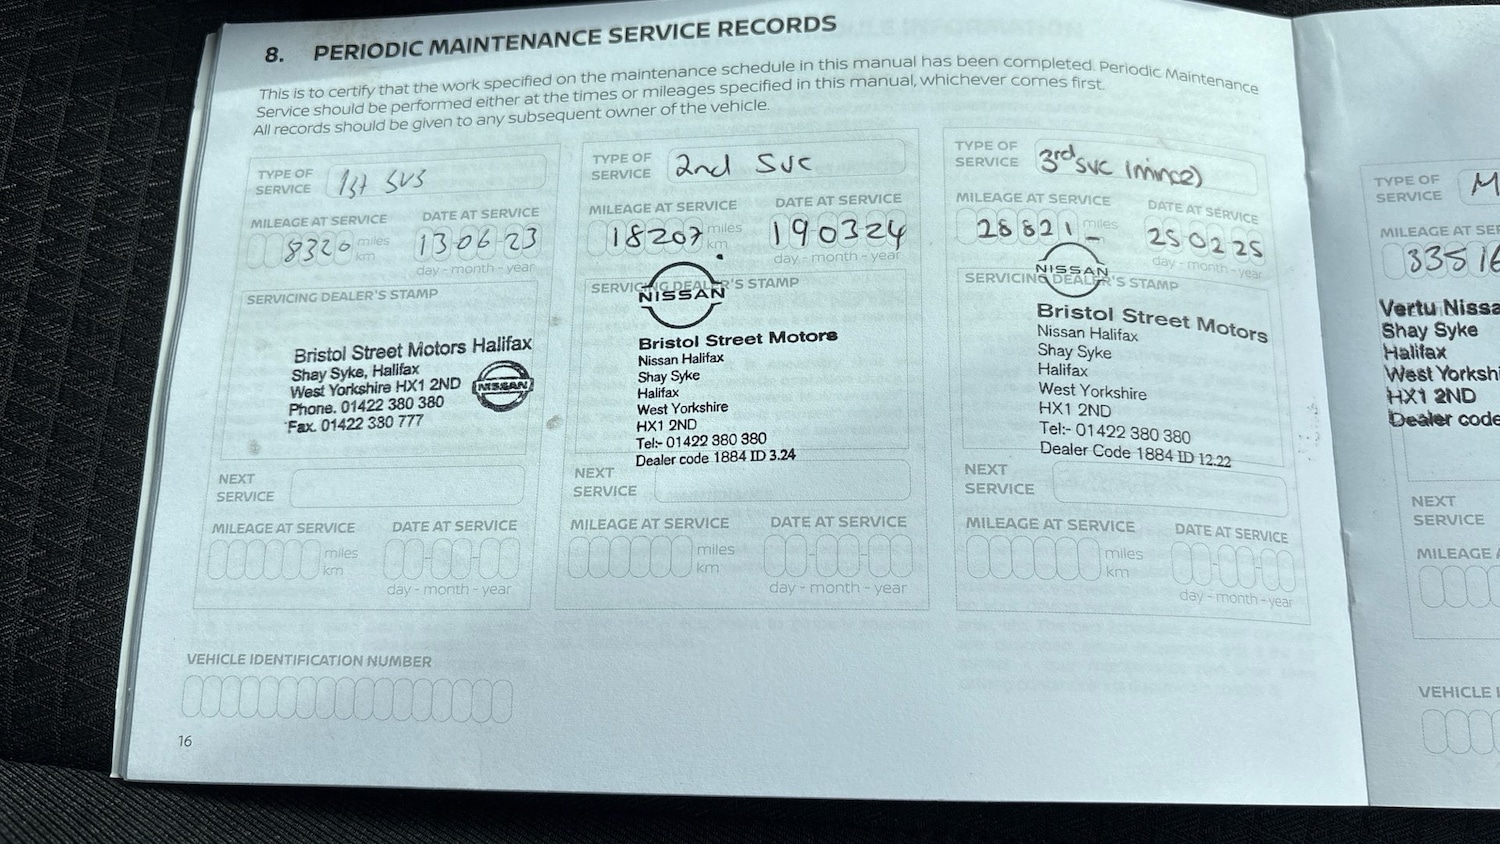 8. PERIODIC MAINTENANCE SERVICE RECORDS
This is to certify that the work specified on the maintenance schedule in this manual has been completed. Periodic Maintenance
Service should be performed either at the times or mileages specified in this manual, whichever comes first.
All records should be given to any subsequent owner of the vehicle.
TYPE OF
SERVICE
1st SVS
MILEAGE AT SERVICE
DATE AT SERVICE
8320
miles
km
13-06-23
day - month - year
SERVICING DEALER'S STAMP
Bristol Street Motors Halifax
Shay Syke, Halifax
West Yorkshire HX1 2ND
Phone. 01422 380 380
Fax. 01422 330 777
NISSAN
NEXT
SERVICE
MILEAGE AT SERVICE
DATE AT SERVICE
miles
km
day - month - year
TYPE OF
SERVICE
2nd SVC
MILEAGE AT SERVICE
DATE AT SERVICE
18207
miles
km
190324
day - month - year
SERVICING DEALER'S STAMP
NISSAN
Bristol Street Motors
Nissan Halifax
Shay Syke
Halifax
West Yorkshire
HX1 2ND
Tel:- 01422 380 380
Dealer code 1884 ID 3.24
NEXT
SERVICE
MILEAGE AT SERVICE
DATE AT SERVICE
miles
km
day - month - year
TYPE OF
SERVICE
3rd SVC
MILEAGE AT SERVICE
DATE AT SERVICE
28821
miles
250225
day - month - year
SERVICING DEALER'S STAMP
NISSAN
Bristol Street Motors
Nissan Halifax
Shay Syke
Halifax
West Yorkshire
HX1 2ND
Tel:- 01422 380 380
Dealer Code 1884 ID 12.22
NEXT
SERVICE
MILEAGE AT SERVICE
DATE AT SERVICE
miles
km
day - month - year
VEHICLE IDENTIFICATION NUMBER
16
TYPE OF
SERVICE
M
MILEAGE AT SER
3351
Vertu Nissa
Shay Syke
Halifax
West Yorkshi
HX1 2ND
Dealer code
NEXT
SERVICE
MILEAGE
VEHICLE